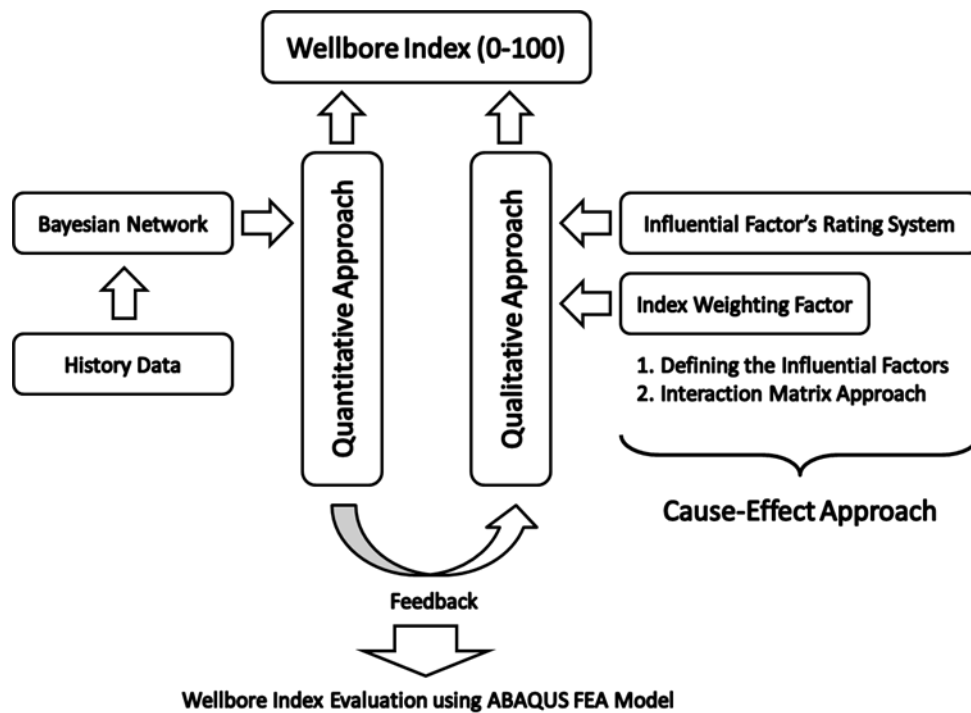 Wellbore Index (0-100)
Quantitative Approach
Qualitative Approach
Bayesian Network
History Data
Influential Factor's Rating System
Index Weighting Factor
1. Defining the Influential Factors
2. Interaction Matrix Approach
Cause-Effect Approach
Feedback
Wellbore Index Evaluation using ABAQUS FEA Model